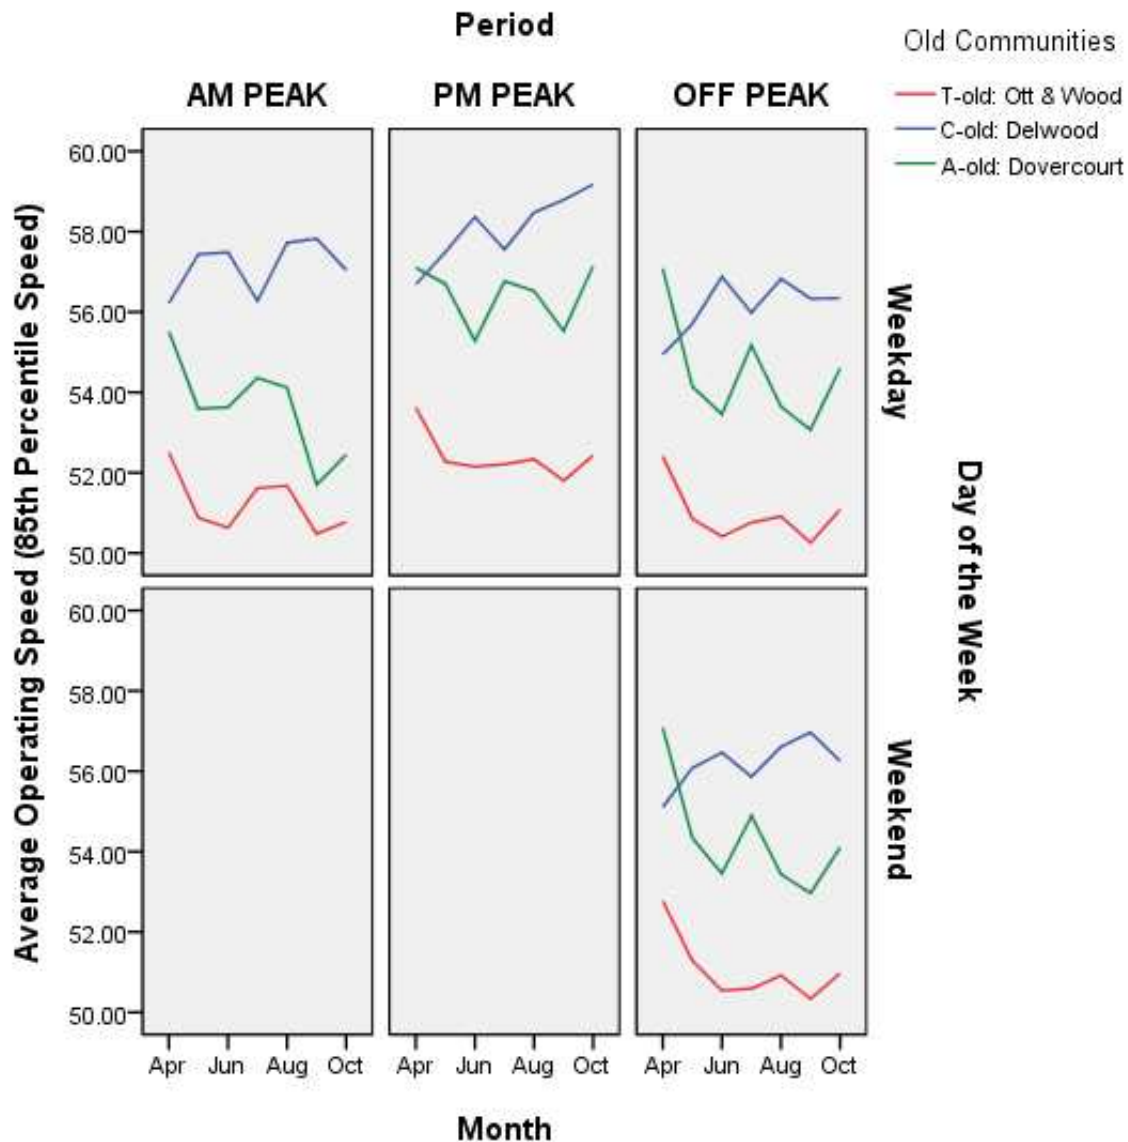 Period
Old Communities
T-old: Ott & Wood
C-old: Delwood
A-old: Dovercourt
AM PEAK
PM PEAK
OFF PEAK
Average Operating Speed (85th Percentile Speed)
60.00
58.00
56.00
54.00
52.00
50.00
Weekday
Day of the Week
60.00
58.00
56.00
54.00
52.00
50.00
Weekend
Apr Jun Aug Oct
Apr Jun Aug Oct
Apr Jun Aug Oct
Month